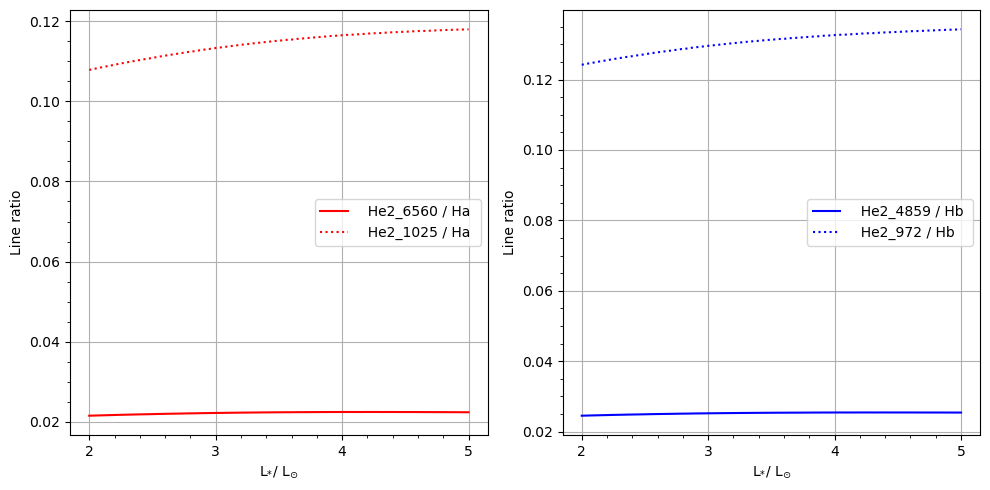 0.12
0.10
0.08
0.06
0.04
0.02
Line ratio
He2_6560 / Ha
He2_1025 / Ha
2
3
4
5
L*/ L⊙
0.12
0.10
0.08
0.06
0.04
0.02
Line ratio
He2_4859 / Hb
He2_972 / Hb
2
3
4
5
L*/ L⊙